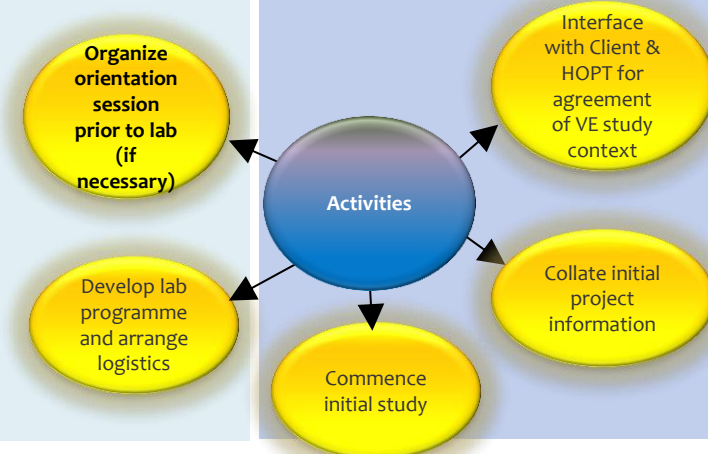 Organize
orientation
session
prior to lab
(if
necessary)
Interface
with Client &
HOPT for
agreement
of VE study
context
Activities
Develop lab
programme
and arrange
logistics
Collate initial
project
information
Commence
initial study